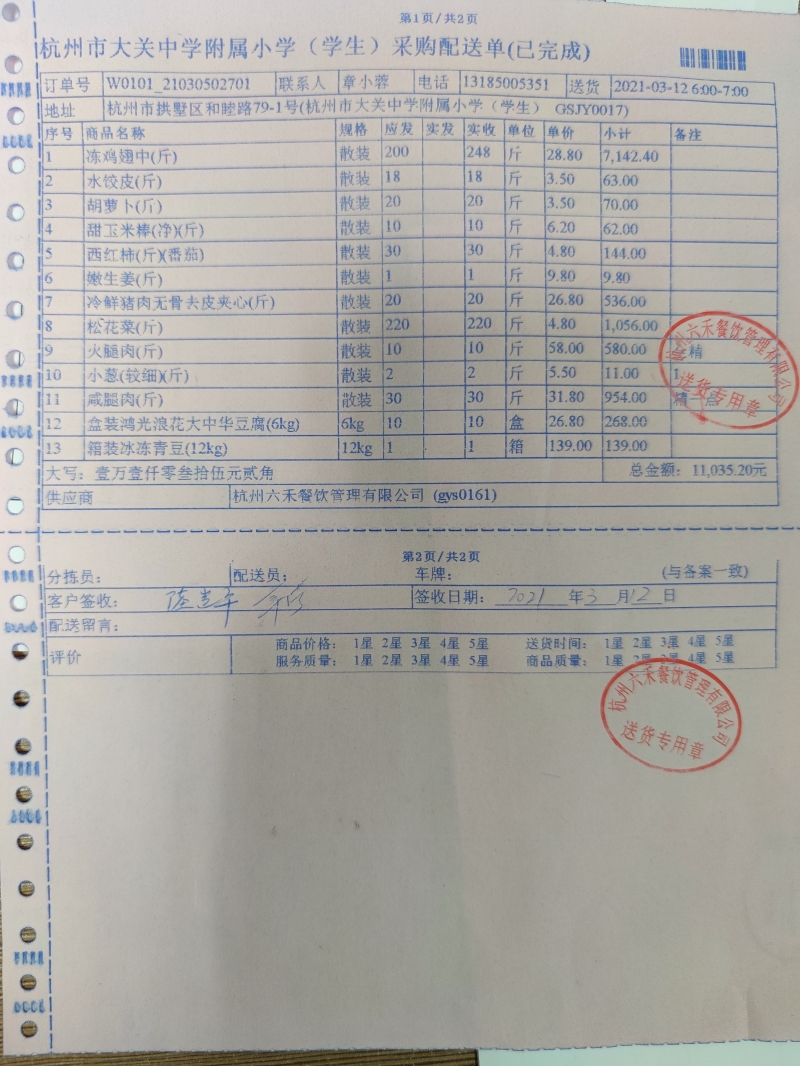 第1页/共2页
杭州市大关中学附属小学（学生）采购配送单(已完成)
订单号 W0101_21030502701 联系人 章小蓉 电话 13185005351 送货 2021-03-12 6:00-7:00
地址 杭州市拱墅区和睦路79-1号(杭州市大关中学附属小学（学生） GSJY0017)
序号 商品名称 规格 应发 实发 实收 单位 单价 小计 备注
1 冻鸡翅中(斤) 散装 200 248 斤 28.80 7,142.40
2 水饺皮(斤) 散装 18 18 斤 3.50 63.00
3 胡萝卜(斤) 散装 20 20 斤 3.50 70.00
4 甜玉米棒(净)(斤) 散装 10 10 斤 6.20 62.00
5 西红柿(斤)(番茄) 散装 30 30 斤 4.80 144.00
6 嫩生姜(斤) 散装 1 1 斤 9.80 9.80
7 冷鲜猪肉无骨去皮夹心(斤) 散装 20 20 斤 26.80 536.00
8 松花菜(斤) 散装 220 220 斤 4.80 1,056.00
9 火腿肉(斤) 散装 10 10 斤 58.00 580.00 精
10 小葱(较细)(斤) 散装 2 2 斤 5.50 11.00 1
11 咸腿肉(斤) 散装 30 30 斤 31.80 954.00 精一点
12 盒装鸿光浪花大中华豆腐(6kg) 6kg 10 10 盒 26.80 268.00
13 箱装冰冻青豆(12kg) 12kg 1 1 箱 139.00 139.00
杭州六禾餐饮管理有限公司
送货专用章
大写：壹万壹仟零叁拾伍元贰角 总金额：11,035.20元
供应商 杭州六禾餐饮管理有限公司 (gys0161)
第2页/共2页
分拣员： 配送员： 车牌： (与备案一致)
客户签收： 签收日期： 2021 年 3 月 12 日
配送留言：
评价 商品价格： 1星 2星 3星 4星 5星 送货时间： 1星 2星 3星 4星 5星
服务质量： 1星 2星 3星 4星 5星 商品质量： 1星 2星 3星 4星 5星
杭州六禾餐饮管理有限公司
送货专用章